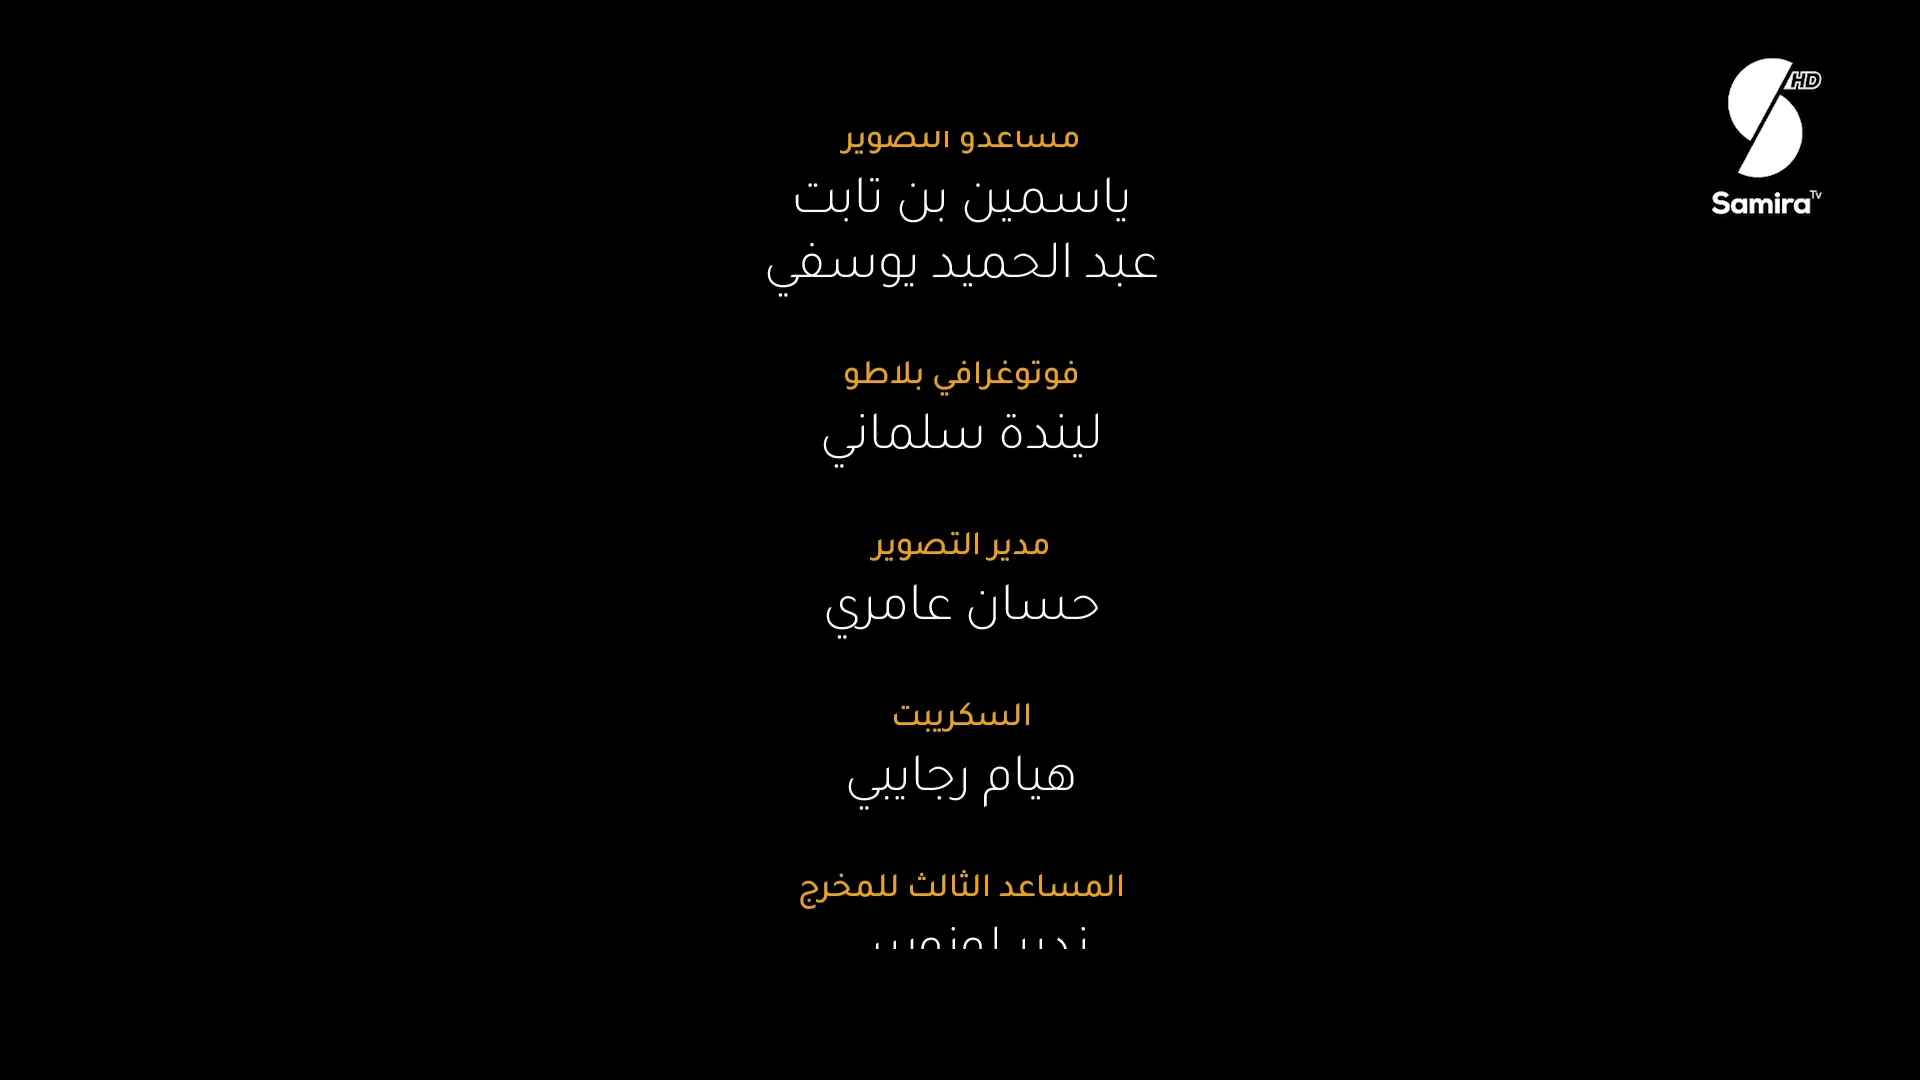 HD
Samira Tv
مساعدو التصوير
ياسمين بن تابت
عبد الحميد يوسفي
فوتوغرافي بلاطو
ليندة سلماني
مدير التصوير
حسان عامري
السكريبت
هيام رجايبي
المساعد الثالث للمخرج